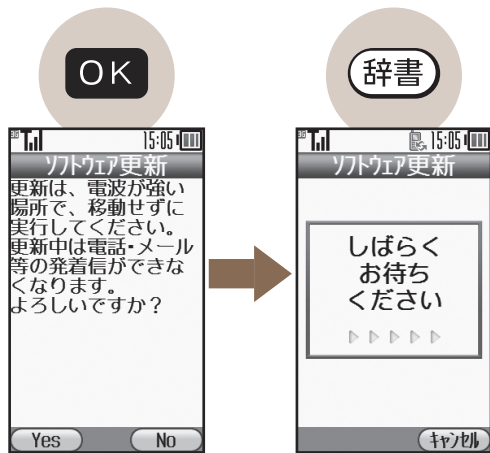 OK
辞書
3G 15:05
ソフトウェア更新
更新は、電波が強い
場所で、移動せずに
実行してください。
更新中は電話・メール
等の発着信ができな
くなります。
よろしいですか？
Yes No
3G 15:05
ソフトウェア更新
しばらく
お待ち
ください
キャンセル